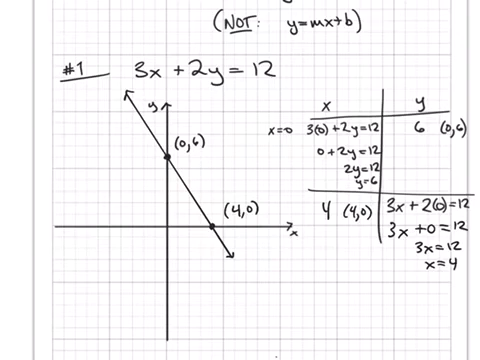 (NOT: y=mx+b)
#1 3x + 2y = 12
y
(0,6)
(4,0)
x
x y
x=0 3(0) + 2y = 12 6 (0,6)
0 + 2y = 12
2y = 12
y = 6
4 (4,0) 3x + 2(0) = 12
3x + 0 = 12
3x = 12
x = 4